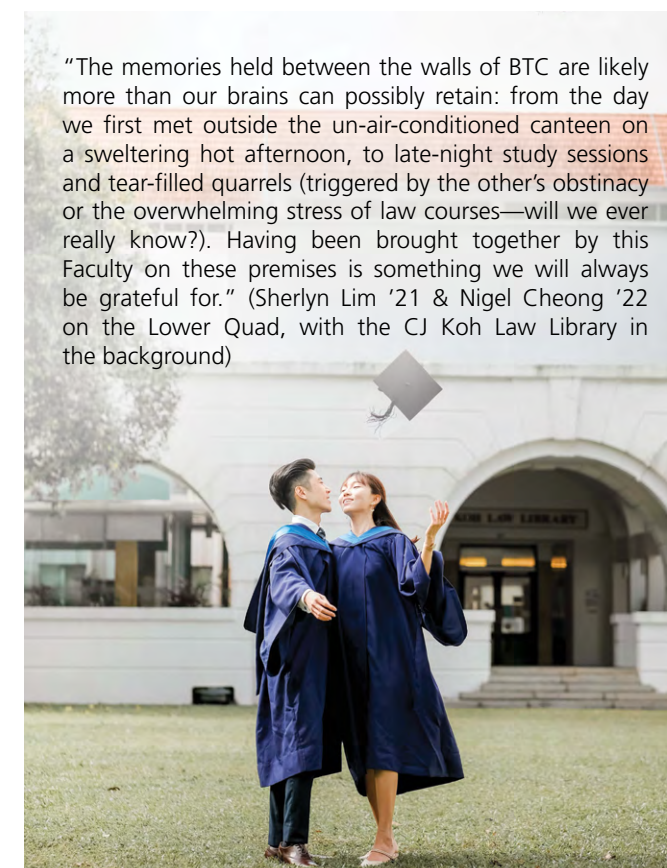 “The memories held between the walls of BTC are likely
more than our brains can possibly retain: from the day
we first met outside the un-air-conditioned canteen on
a sweltering hot afternoon, to late-night study sessions
and tear-filled quarrels (triggered by the other’s obstinacy
or the overwhelming stress of law courses—will we ever
really know?). Having been brought together by this
Faculty on these premises is something we will always
be grateful for.” (Sherlyn Lim ’21 & Nigel Cheong ’22
on the Lower Quad, with the CJ Koh Law Library in
the background)
KOH LAW LIBRARY